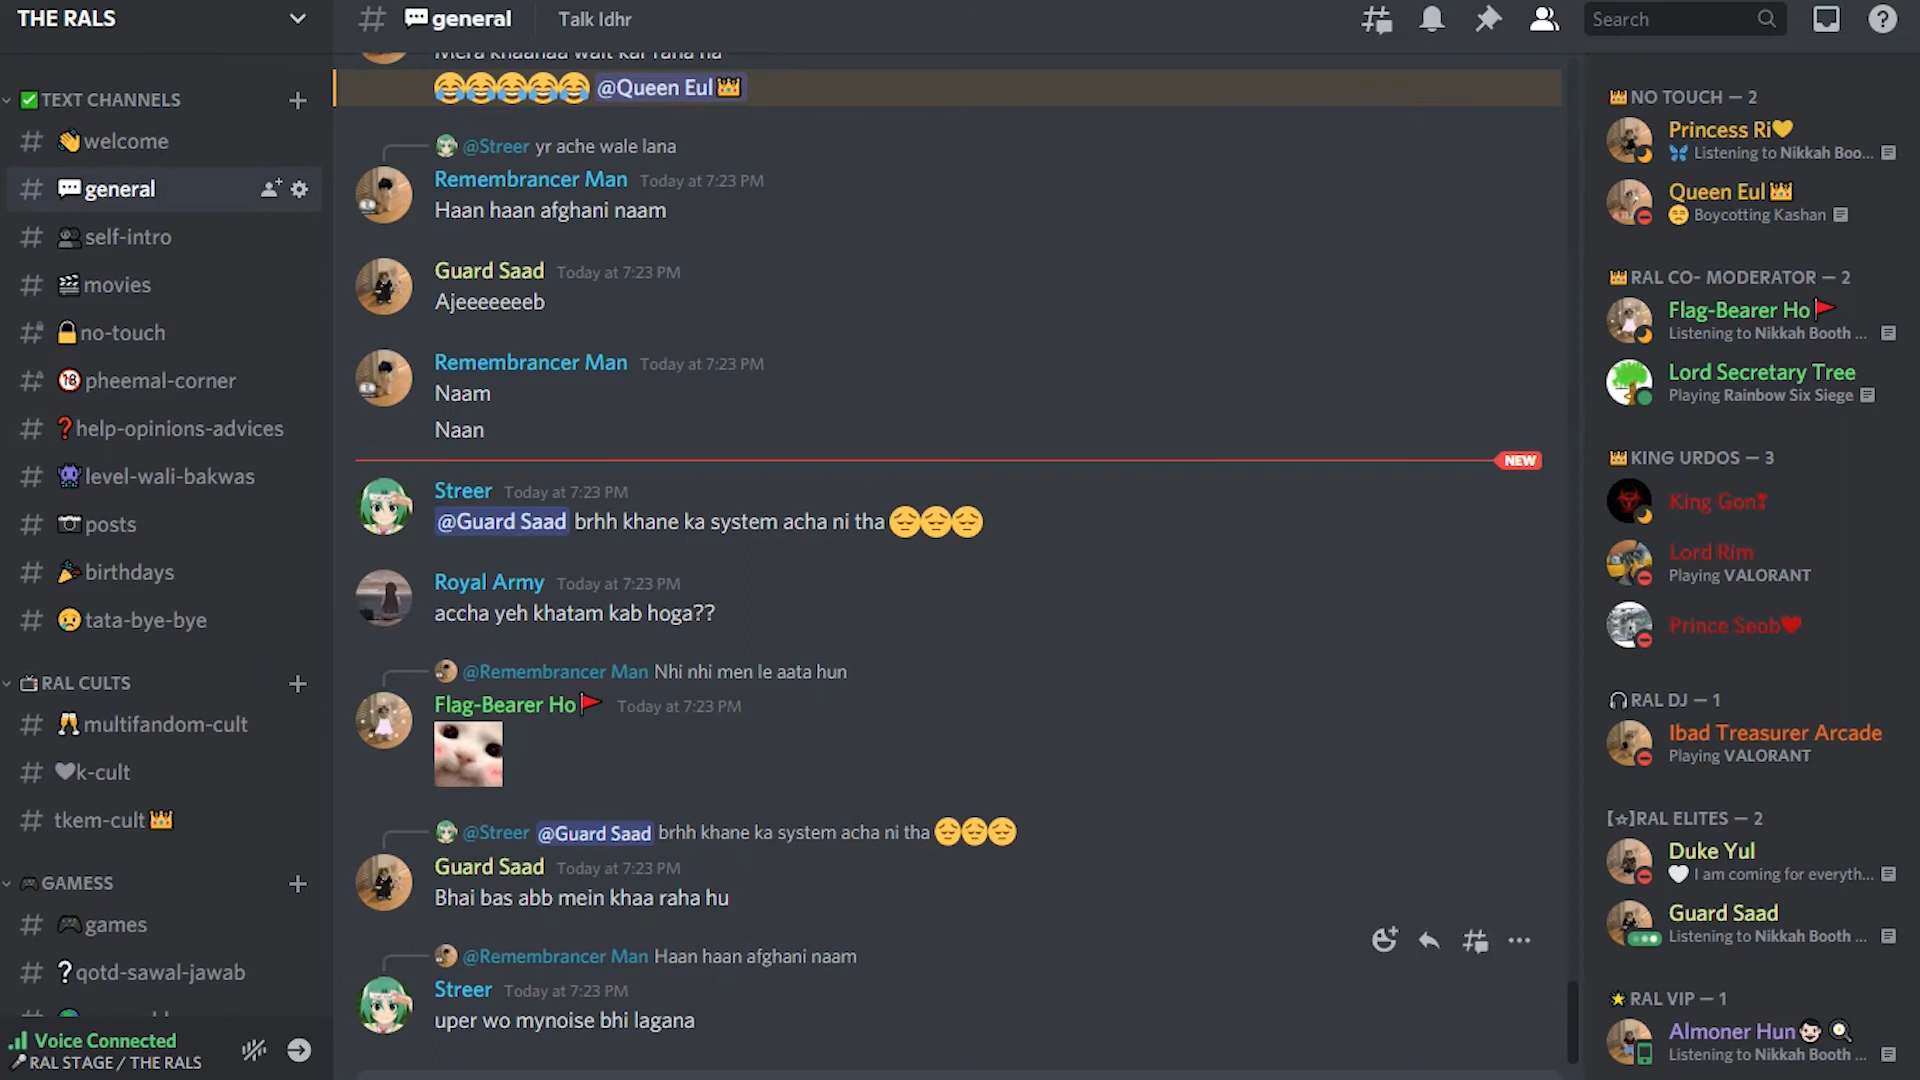 THE RALS
TEXT CHANNELS
welcome
general
self-intro
movies
no-touch
pheemal-corner
help-opinions-advices
level-wali-bakwas
posts
birthdays
tata-bye-bye
RAL CULTS
multifandom-cult
k-cult
tkem-cult
GAMESS
games
qotd-sawal-jawab
Voice Connected
RAL STAGE / THE RALS
general
Talk Idhr
Search
Mera khaanaa wait kar raha ha
😂😂😂😂😂 @Queen Eul👑
@Streer yr ache wale lana
Remembrancer Man Today at 7:23 PM
Haan haan afghani naam
Guard Saad Today at 7:23 PM
Ajeeeeeeb
Remembrancer Man Today at 7:23 PM
Naam
Naan
NEW
Streer Today at 7:23 PM
@Guard Saad brhh khane ka system acha ni tha 😔😔😔
Royal Army Today at 7:23 PM
accha yeh khatam kab hoga??
@Remembrancer Man Nhi nhi men le aata hun
Flag-Bearer Ho🚩 Today at 7:23 PM
@Streer @Guard Saad brhh khane ka system acha ni tha 😔😔😔
Guard Saad Today at 7:23 PM
Bhai bas abb mein khaa raha hu
@Remembrancer Man Haan haan afghani naam
Streer Today at 7:23 PM
uper wo mynoise bhi lagana
NO TOUCH — 2
Princess Ri💛
Listening to Nikkah Boo...
Queen Eul👑
Boycotting Kashan
RAL CO- MODERATOR — 2
Flag-Bearer Ho🚩
Listening to Nikkah Booth ...
Lord Secretary Tree
Playing Rainbow Six Siege
KING URDOS — 3
King Gon❣
Lord Rim
Playing VALORANT
Prince Seob❤
RAL DJ — 1
Ibad Treasurer Arcade
Playing VALORANT
[☆]RAL ELITES — 2
Duke Yul
🤍 I am coming for everyth...
Guard Saad
Listening to Nikkah Booth ...
RAL VIP — 1
Almoner Hun
Listening to Nikkah Booth ...